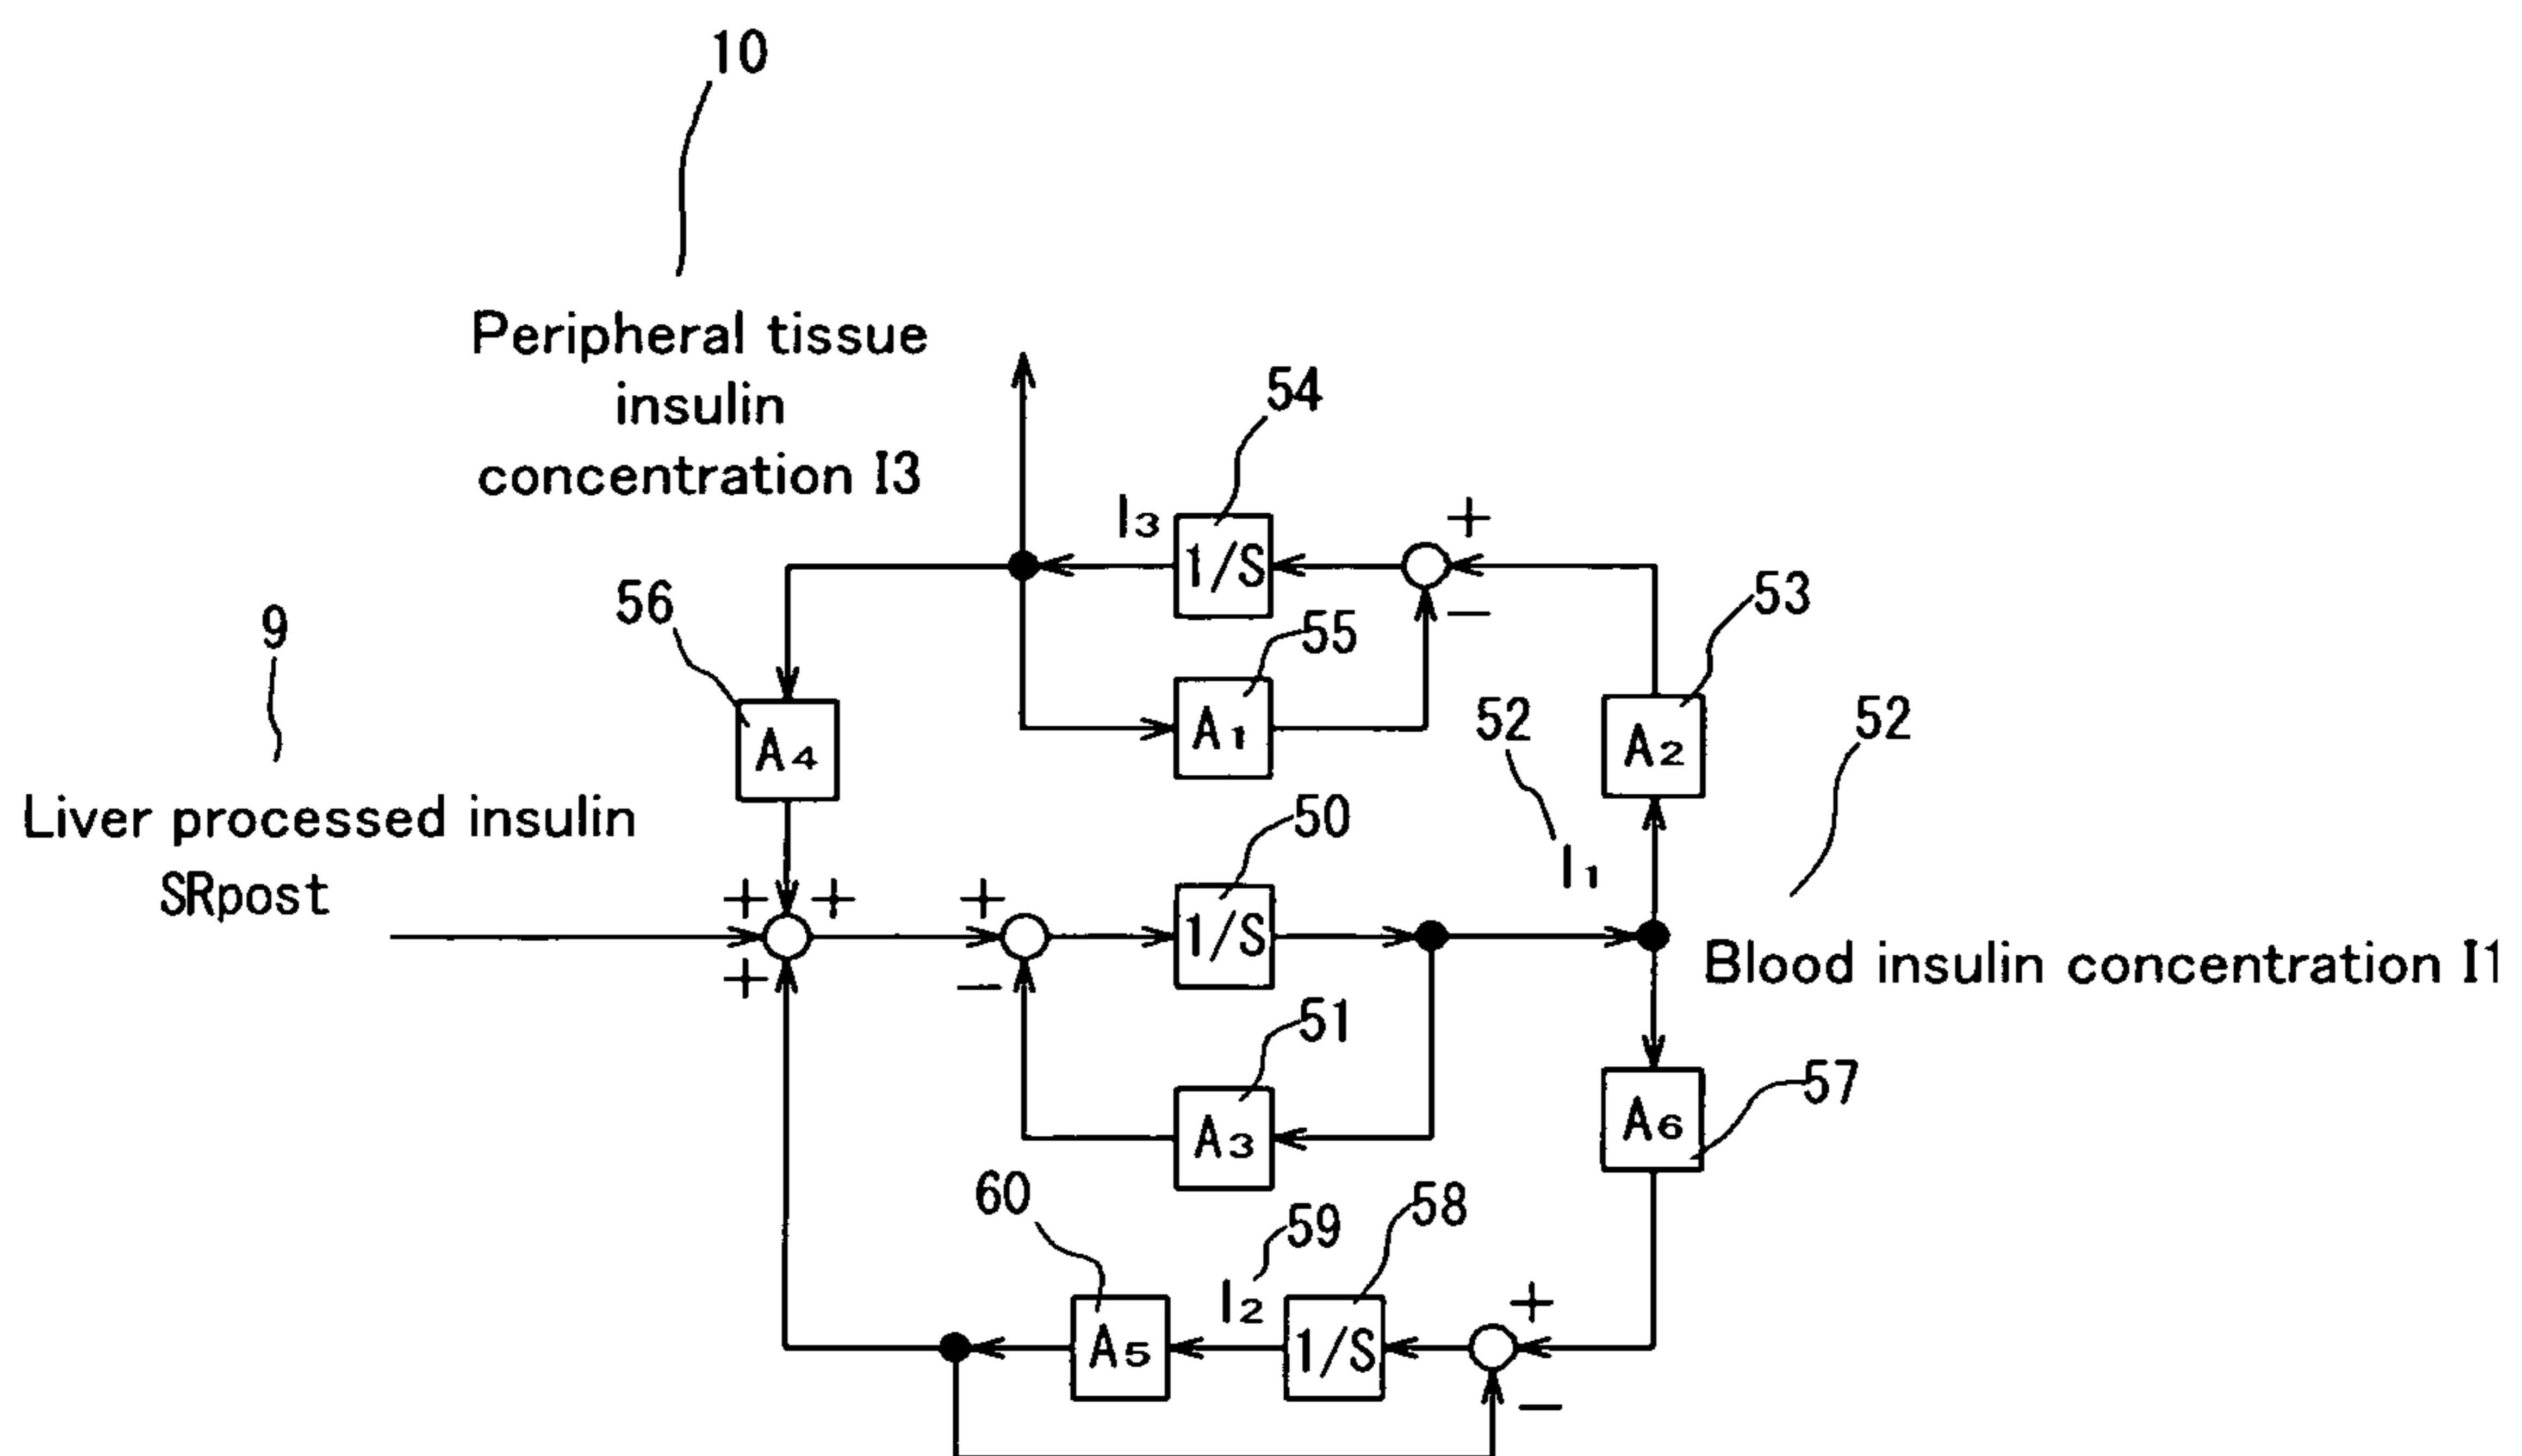 10
Peripheral tissue
insulin
concentration I3
54
I3
1/S
+
−
56
55
53
9
A4
A1
52
A2
52
Liver processed insulin
SRpost
50
I1
+ +
+
1/S
+
−
Blood insulin concentration I1
51
A3
A6
57
60
59
58
I2
+
A5
1/S
−